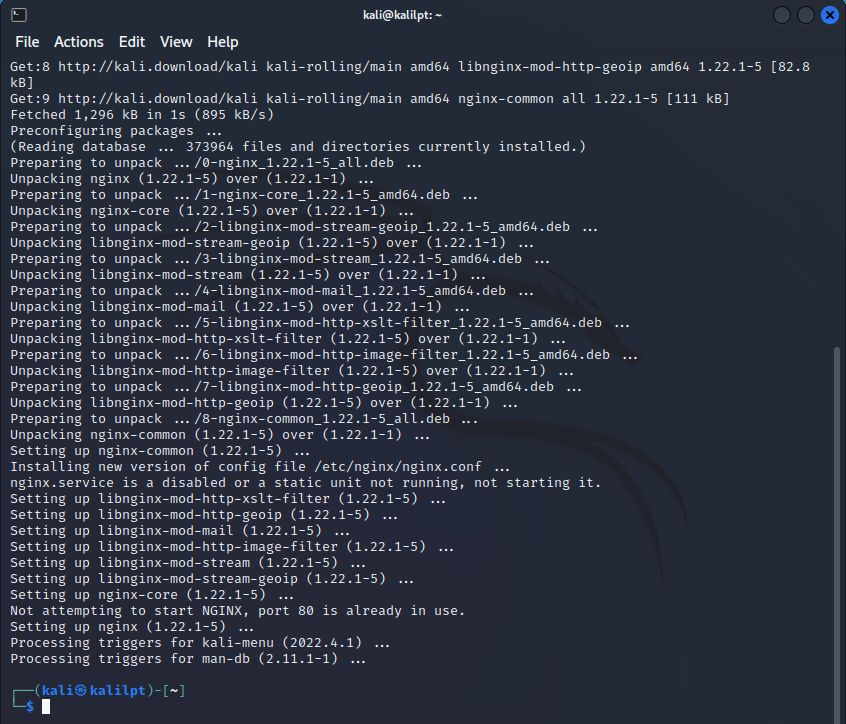 kali@kalilpt: ~
File Actions Edit View Help
Get:8 http://kali.download/kali kali-rolling/main amd64 libnginx-mod-http-geoip amd64 1.22.1-5 [82.8
kB]
Get:9 http://kali.download/kali kali-rolling/main amd64 nginx-common all 1.22.1-5 [111 kB]
Fetched 1,296 kB in 1s (895 kB/s)
Preconfiguring packages ...
(Reading database ... 373964 files and directories currently installed.)
Preparing to unpack .../0-nginx_1.22.1-5_all.deb ...
Unpacking nginx (1.22.1-5) over (1.22.1-1) ...
Preparing to unpack .../1-nginx-core_1.22.1-5_amd64.deb ...
Unpacking nginx-core (1.22.1-5) over (1.22.1-1) ...
Preparing to unpack .../2-libnginx-mod-stream-geoip_1.22.1-5_amd64.deb ...
Unpacking libnginx-mod-stream-geoip (1.22.1-5) over (1.22.1-1) ...
Preparing to unpack .../3-libnginx-mod-stream_1.22.1-5_amd64.deb ...
Unpacking libnginx-mod-stream (1.22.1-5) over (1.22.1-1) ...
Preparing to unpack .../4-libnginx-mod-mail_1.22.1-5_amd64.deb ...
Unpacking libnginx-mod-mail (1.22.1-5) over (1.22.1-1) ...
Preparing to unpack .../5-libnginx-mod-http-xslt-filter_1.22.1-5_amd64.deb ...
Unpacking libnginx-mod-http-xslt-filter (1.22.1-5) over (1.22.1-1) ...
Preparing to unpack .../6-libnginx-mod-http-image-filter_1.22.1-5_amd64.deb ...
Unpacking libnginx-mod-http-image-filter (1.22.1-5) over (1.22.1-1) ...
Preparing to unpack .../7-libnginx-mod-http-geoip_1.22.1-5_amd64.deb ...
Unpacking libnginx-mod-http-geoip (1.22.1-5) over (1.22.1-1) ...
Preparing to unpack .../8-nginx-common_1.22.1-5_all.deb ...
Unpacking nginx-common (1.22.1-5) over (1.22.1-1) ...
Setting up nginx-common (1.22.1-5) ...
Installing new version of config file /etc/nginx/nginx.conf ...
nginx.service is a disabled or a static unit not running, not starting it.
Setting up libnginx-mod-http-xslt-filter (1.22.1-5) ...
Setting up libnginx-mod-http-geoip (1.22.1-5) ...
Setting up libnginx-mod-mail (1.22.1-5) ...
Setting up libnginx-mod-http-image-filter (1.22.1-5) ...
Setting up libnginx-mod-stream (1.22.1-5) ...
Setting up libnginx-mod-stream-geoip (1.22.1-5) ...
Setting up nginx-core (1.22.1-5) ...
Not attempting to start NGINX, port 80 is already in use.
Setting up nginx (1.22.1-5) ...
Processing triggers for kali-menu (2022.4.1) ...
Processing triggers for man-db (2.11.1-1) ...
┌──(kali㉿kalilpt)-[~]
└─$